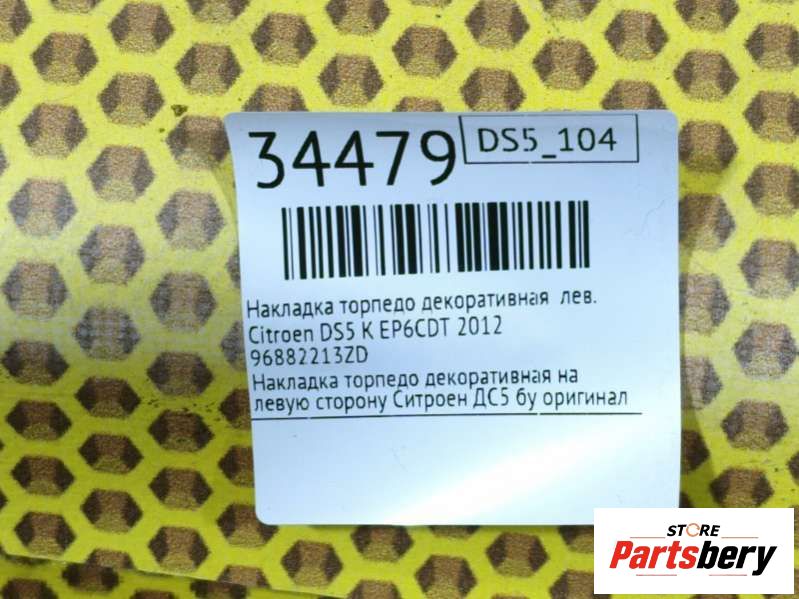 34479
DS5_104
Накладка торпедо декоративная лев.
Citroen DS5 K EP6CDT 2012
96882213ZD
Накладка торпедо декоративная на
левую сторону Ситроен ДС5 бу оригинал
STORE
Partsbery